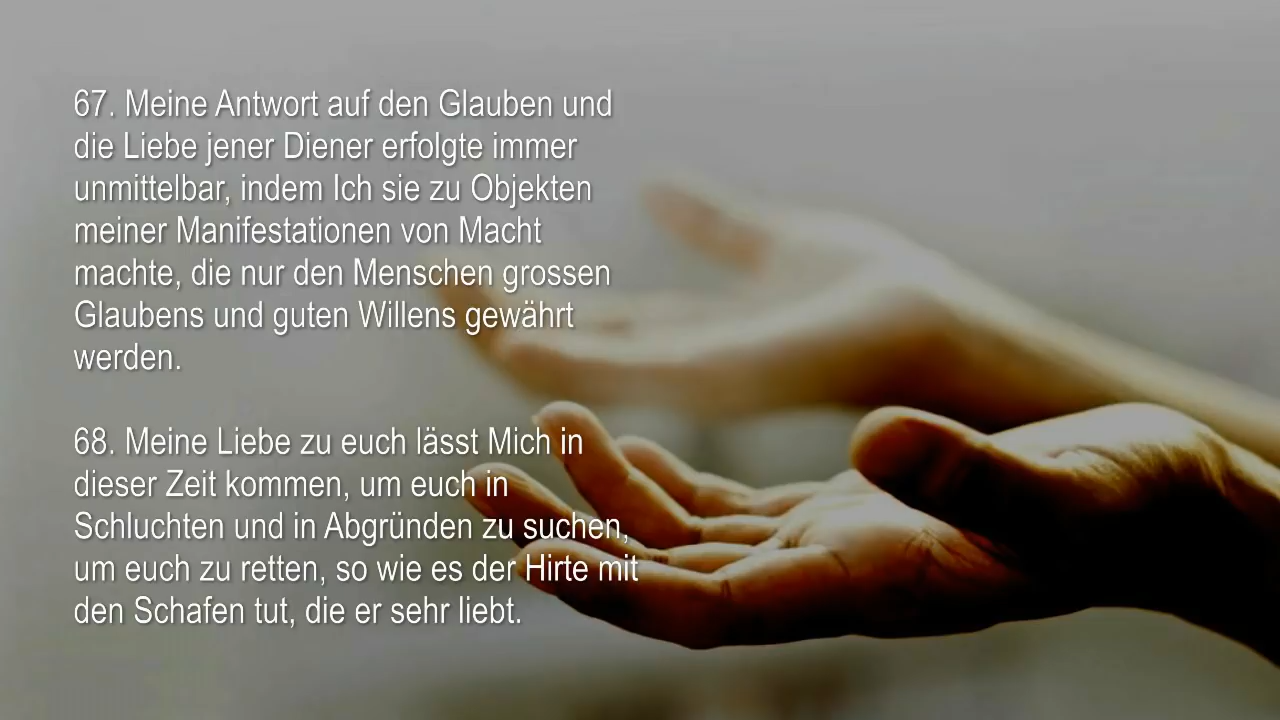 67. Meine Antwort auf den Glauben und
die Liebe jener Diener erfolgte immer
unmittelbar, indem Ich sie zu Objekten
meiner Manifestationen von Macht
machte, die nur den Menschen grossen
Glaubens und guten Willens gewährt
werden.
68. Meine Liebe zu euch lässt Mich in
dieser Zeit kommen, um euch in
Schluchten und in Abgründen zu suchen,
um euch zu retten, so wie es der Hirte mit
den Schafen tut, die er sehr liebt.